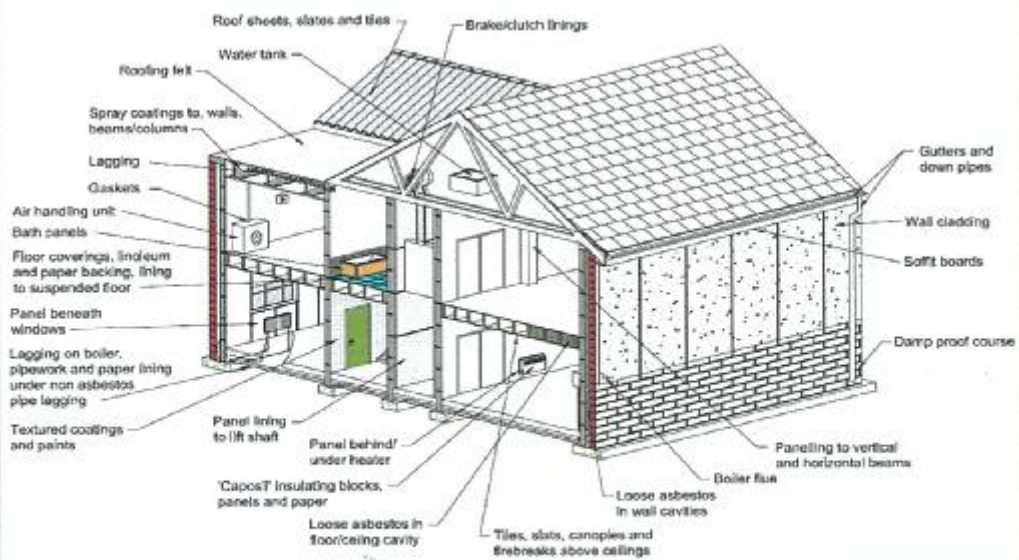 Roof sheets, slates and tiles
Brake/clutch linings
Water tank
Roofing felt
Spray coatings to, walls,
beams/columns
Lagging
Gaskets
Air handling unit
Bath panels
Floor coverings, linoleum
and paper backing, lining
to suspended floor
Panel beneath
windows
Lagging on boiler,
pipework and paper lining
under non asbestos
pipe lagging
Textured coatings
and paints
Panel lining
to lift shaft
Panel behind/
under heater
'Caposil' insulating blocks,
panels and paper
Loose asbestos in
floor/ceiling cavity
Tiles, slats, canopies and
firebreaks above ceilings
Loose asbestos
in wall cavities
Boiler flue
Panelling to vertical
and horizontal beams
Damp proof course
Soffit boards
Wall cladding
Gutters and
down pipes